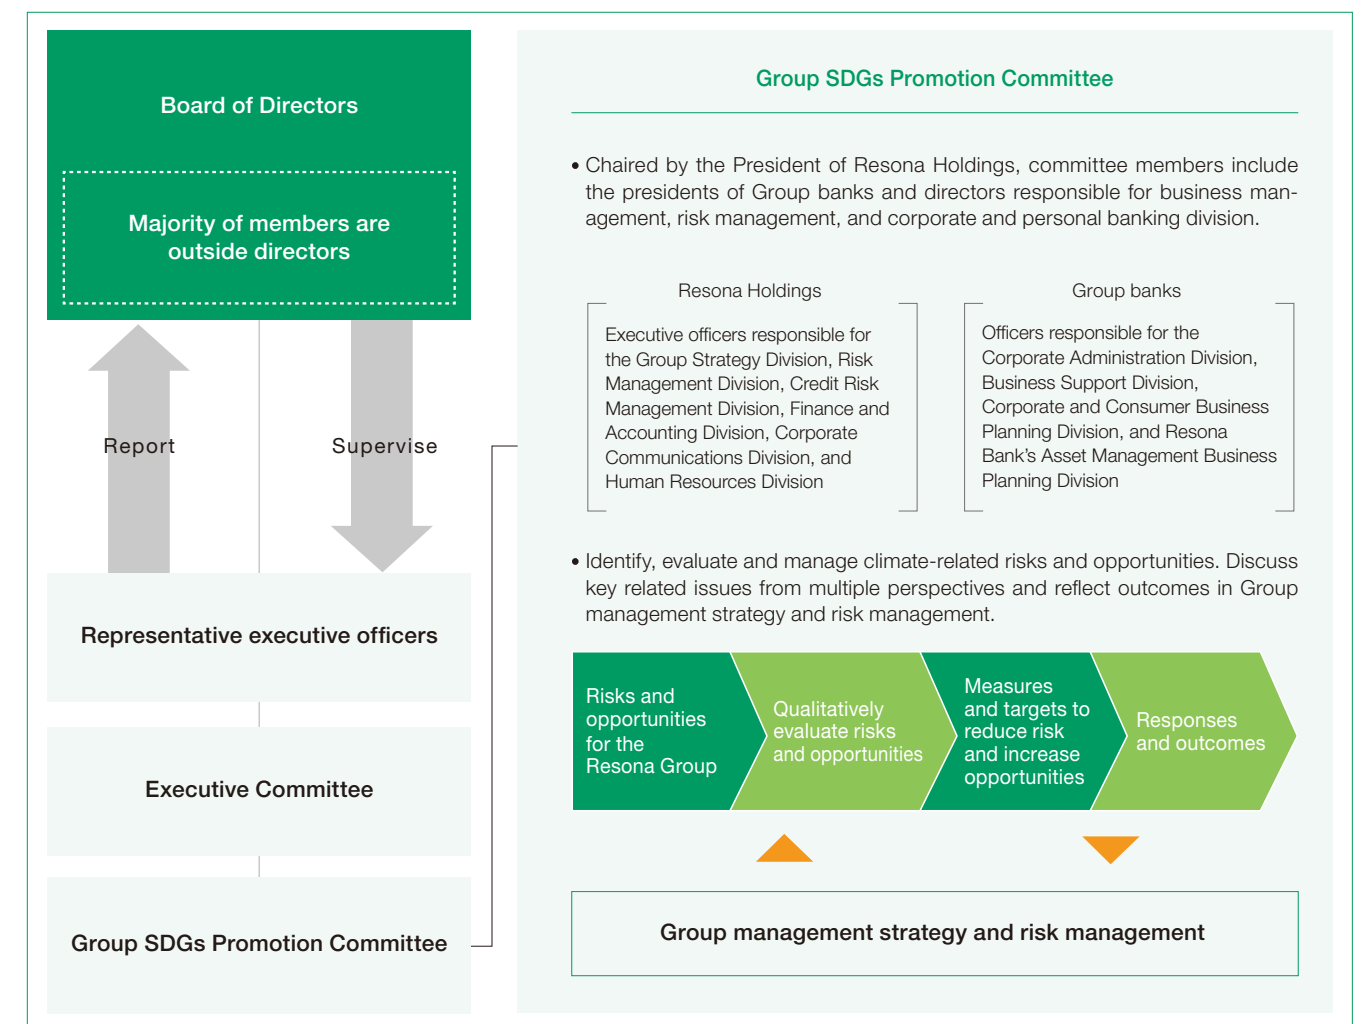 Board of Directors
Majority of members are
outside directors
Report
Supervise
Representative executive officers
Executive Committee
Group SDGs Promotion Committee
Group SDGs Promotion Committee
• Chaired by the President of Resona Holdings, committee members include
the presidents of Group banks and directors responsible for business man-
agement, risk management, and corporate and personal banking division.
Resona Holdings
Executive officers responsible for
the Group Strategy Division, Risk
Management Division, Credit Risk
Management Division, Finance and
Accounting Division, Corporate
Communications Division, and
Human Resources Division
Group banks
Officers responsible for the
Corporate Administration Division,
Business Support Division,
Corporate and Consumer Business
Planning Division, and Resona
Bank’s Asset Management Business
Planning Division
• Identify, evaluate and manage climate-related risks and opportunities. Discuss
key related issues from multiple perspectives and reflect outcomes in Group
management strategy and risk management.
Risks and
opportunities
for the
Resona Group
Qualitatively
evaluate risks
and opportunities
Measures
and targets to
reduce risk
and increase
opportunities
Responses
and outcomes
Group management strategy and risk management